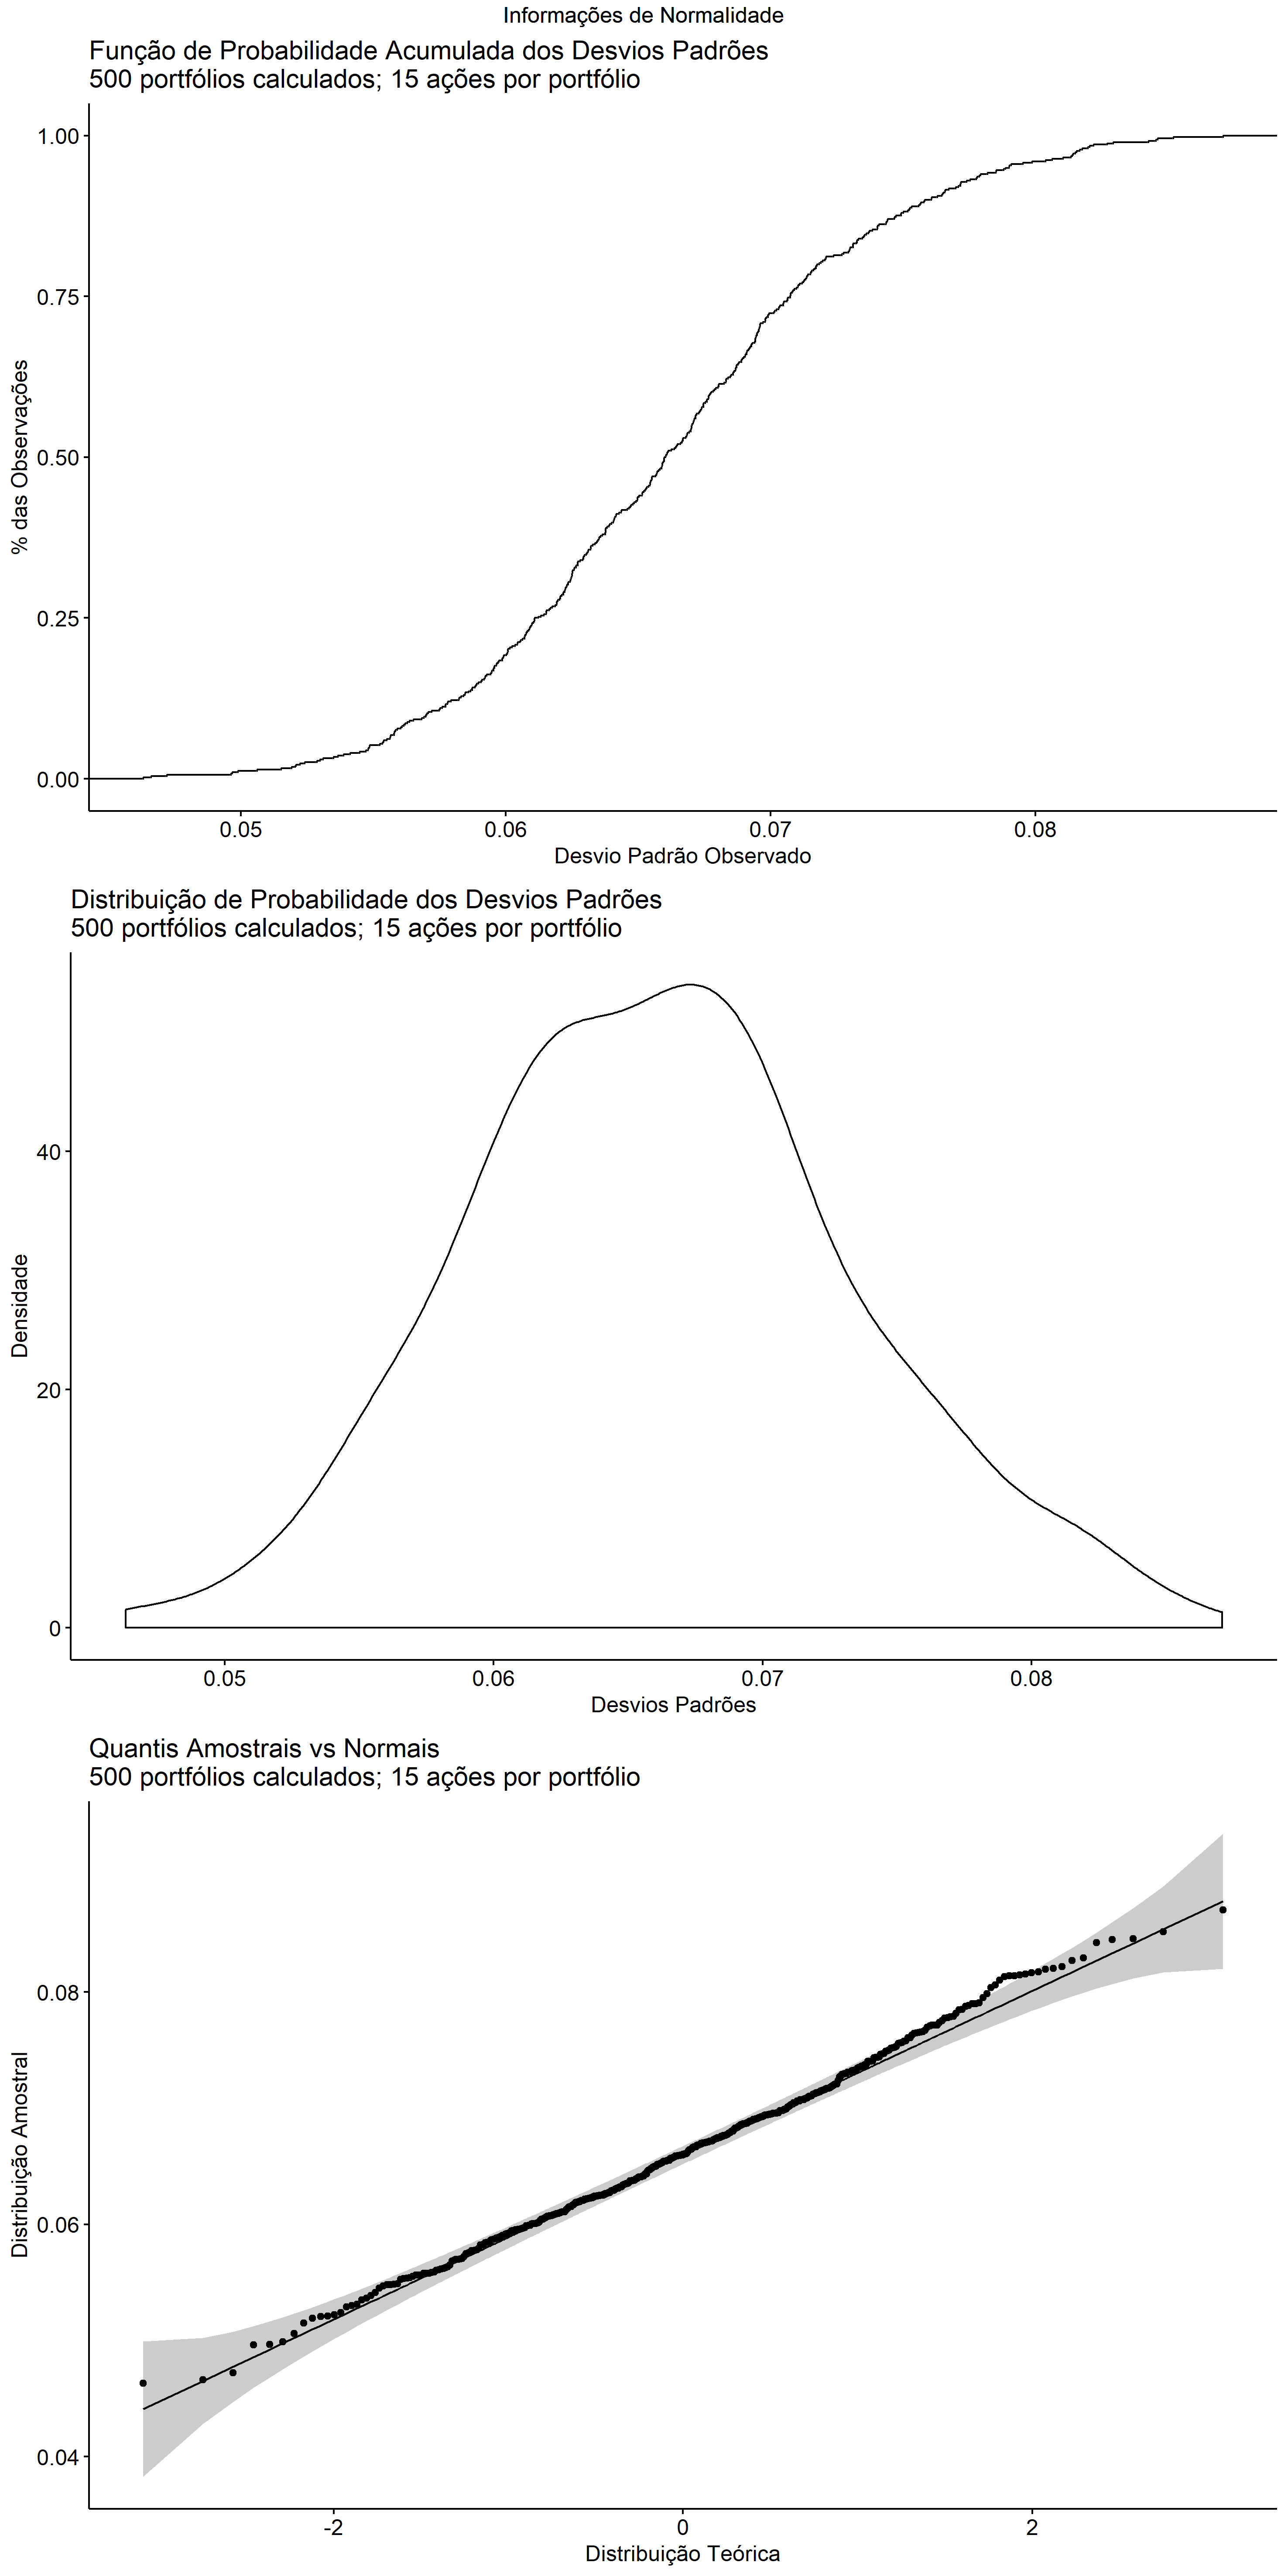 Informações de Normalidade
Função de Probabilidade Acumulada dos Desvios Padrões
500 portfólios calculados; 15 ações por portfólio
1.00
0.75
0.50
0.25
0.00
% das Observações
0.05 0.06 0.07 0.08
Desvio Padrão Observado
Distribuição de Probabilidade dos Desvios Padrões
500 portfólios calculados; 15 ações por portfólio
40
20
0
Densidade
0.05 0.06 0.07 0.08
Desvios Padrões
Quantis Amostrais vs Normais
500 portfólios calculados; 15 ações por portfólio
0.08
0.06
0.04
Distribuição Amostral
-2 0 2
Distribuição Teórica